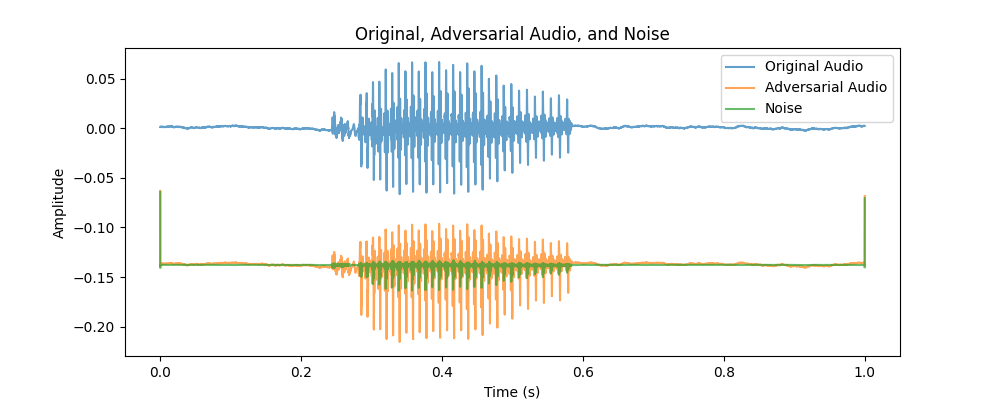 Original, Adversarial Audio, and Noise
Original Audio
Adversarial Audio
Noise
Amplitude
0.05
0.00
−0.05
−0.10
−0.15
−0.20
0.0 0.2 0.4 0.6 0.8 1.0
Time (s)